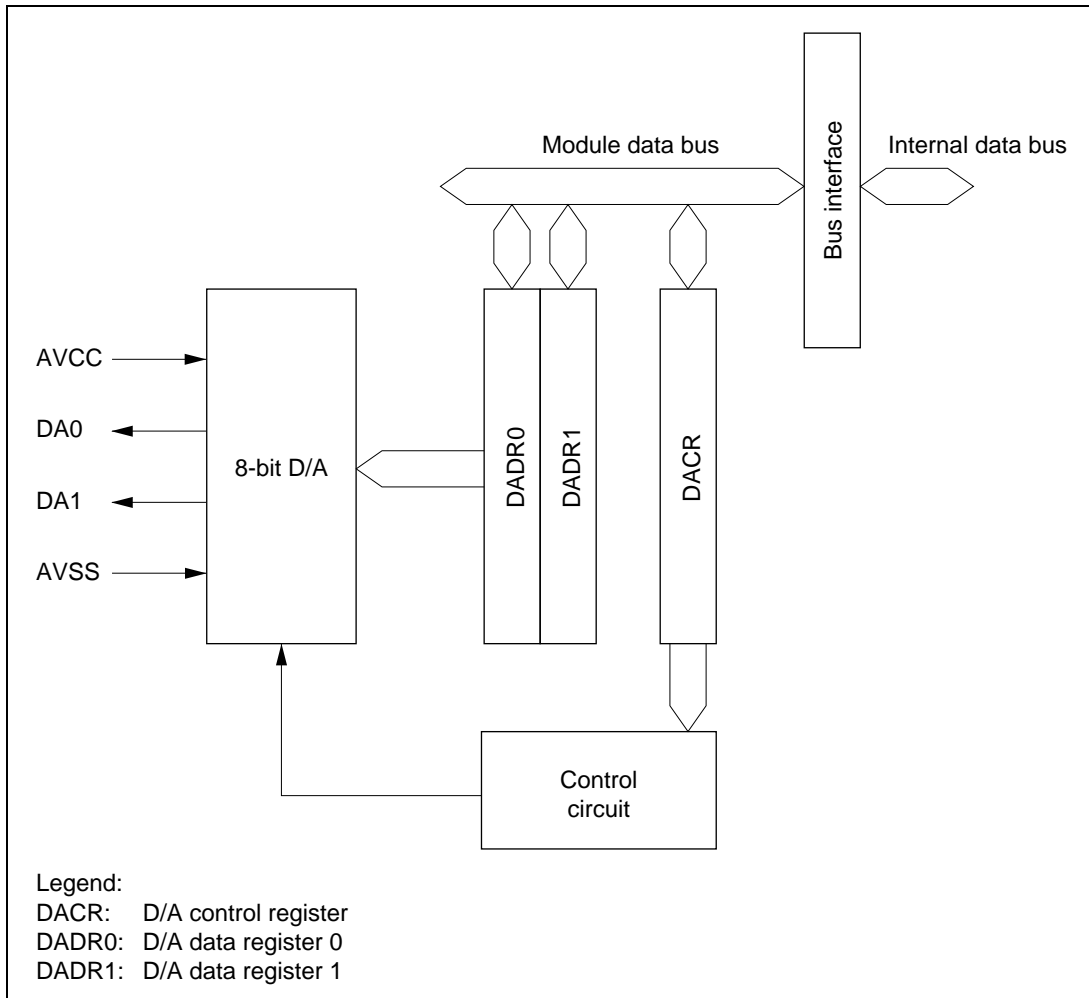 Module data bus
Internal data bus
Bus interface
AVCC
DA0
DA1
AVSS
8-bit D/A
DADR0
DADR1
DACR
Control
circuit
Legend:
DACR: D/A control register
DADR0: D/A data register 0
DADR1: D/A data register 1